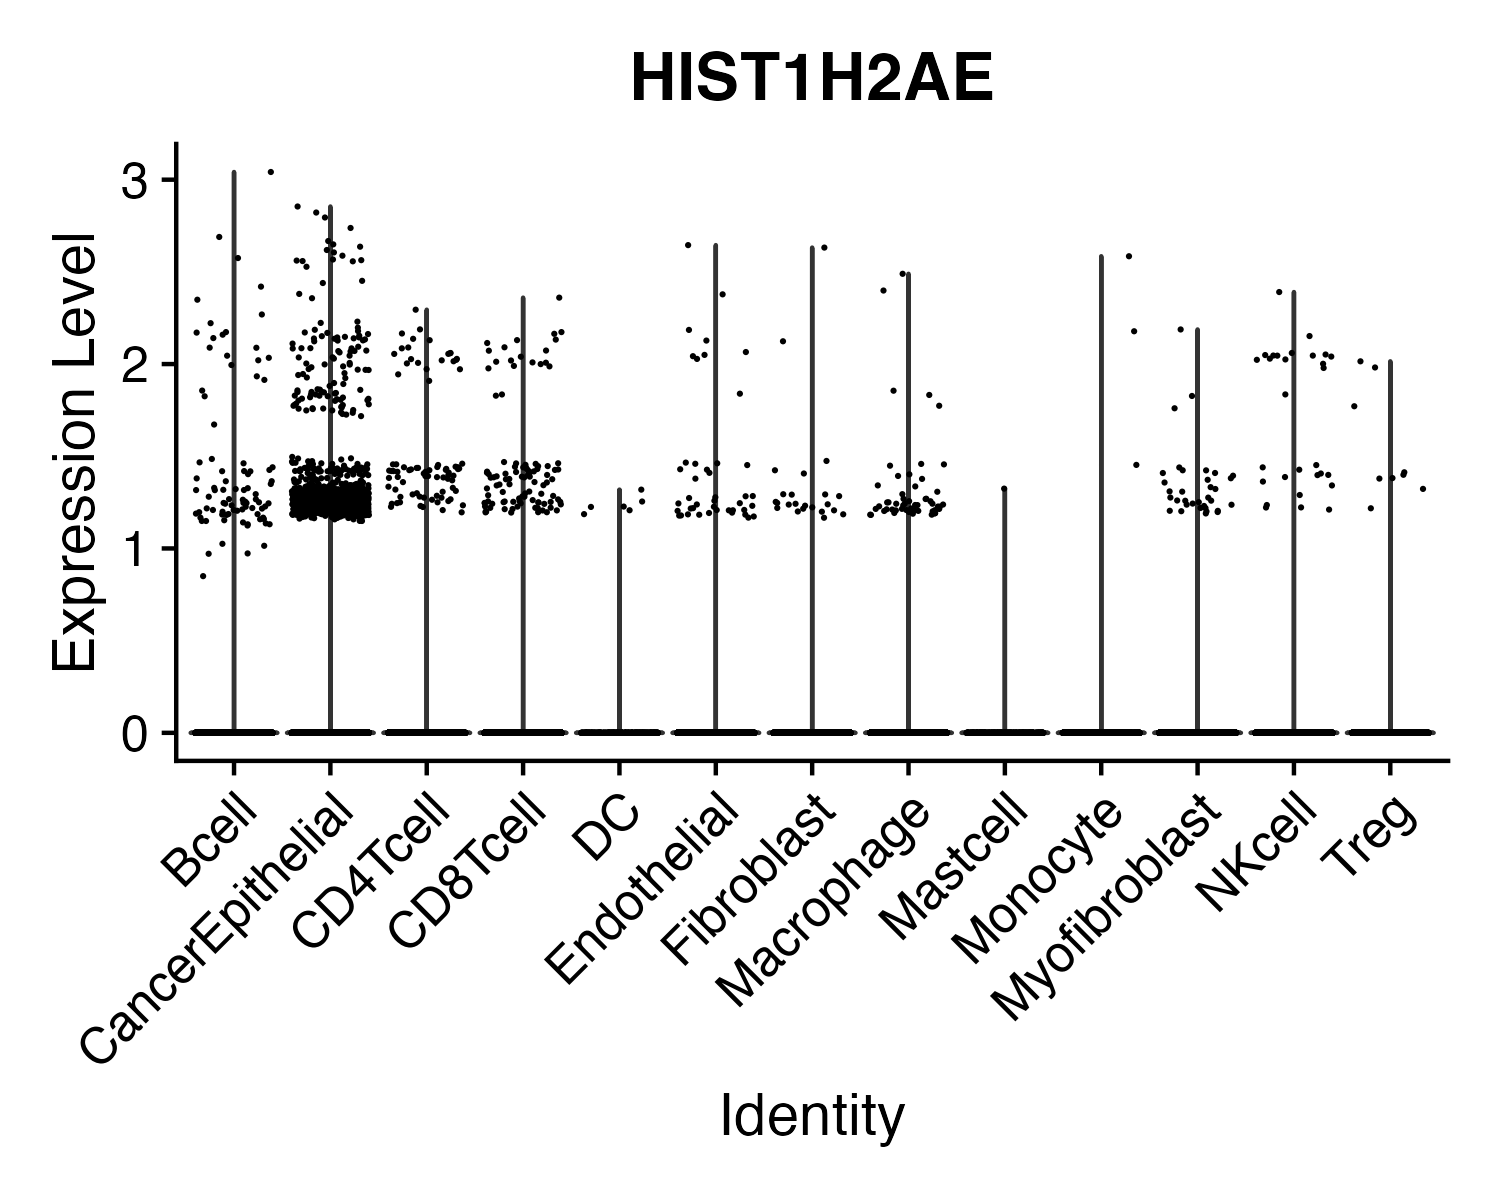 HIST1H2AE
Expression Level
3
2
1
0
Bcell
CancerEpithelial
CD4Tcell
CD8Tcell
DC
Endothelial
Fibroblast
Macrophage
Mastcell
Monocyte
Myofibroblast
NKcell
Treg
Identity